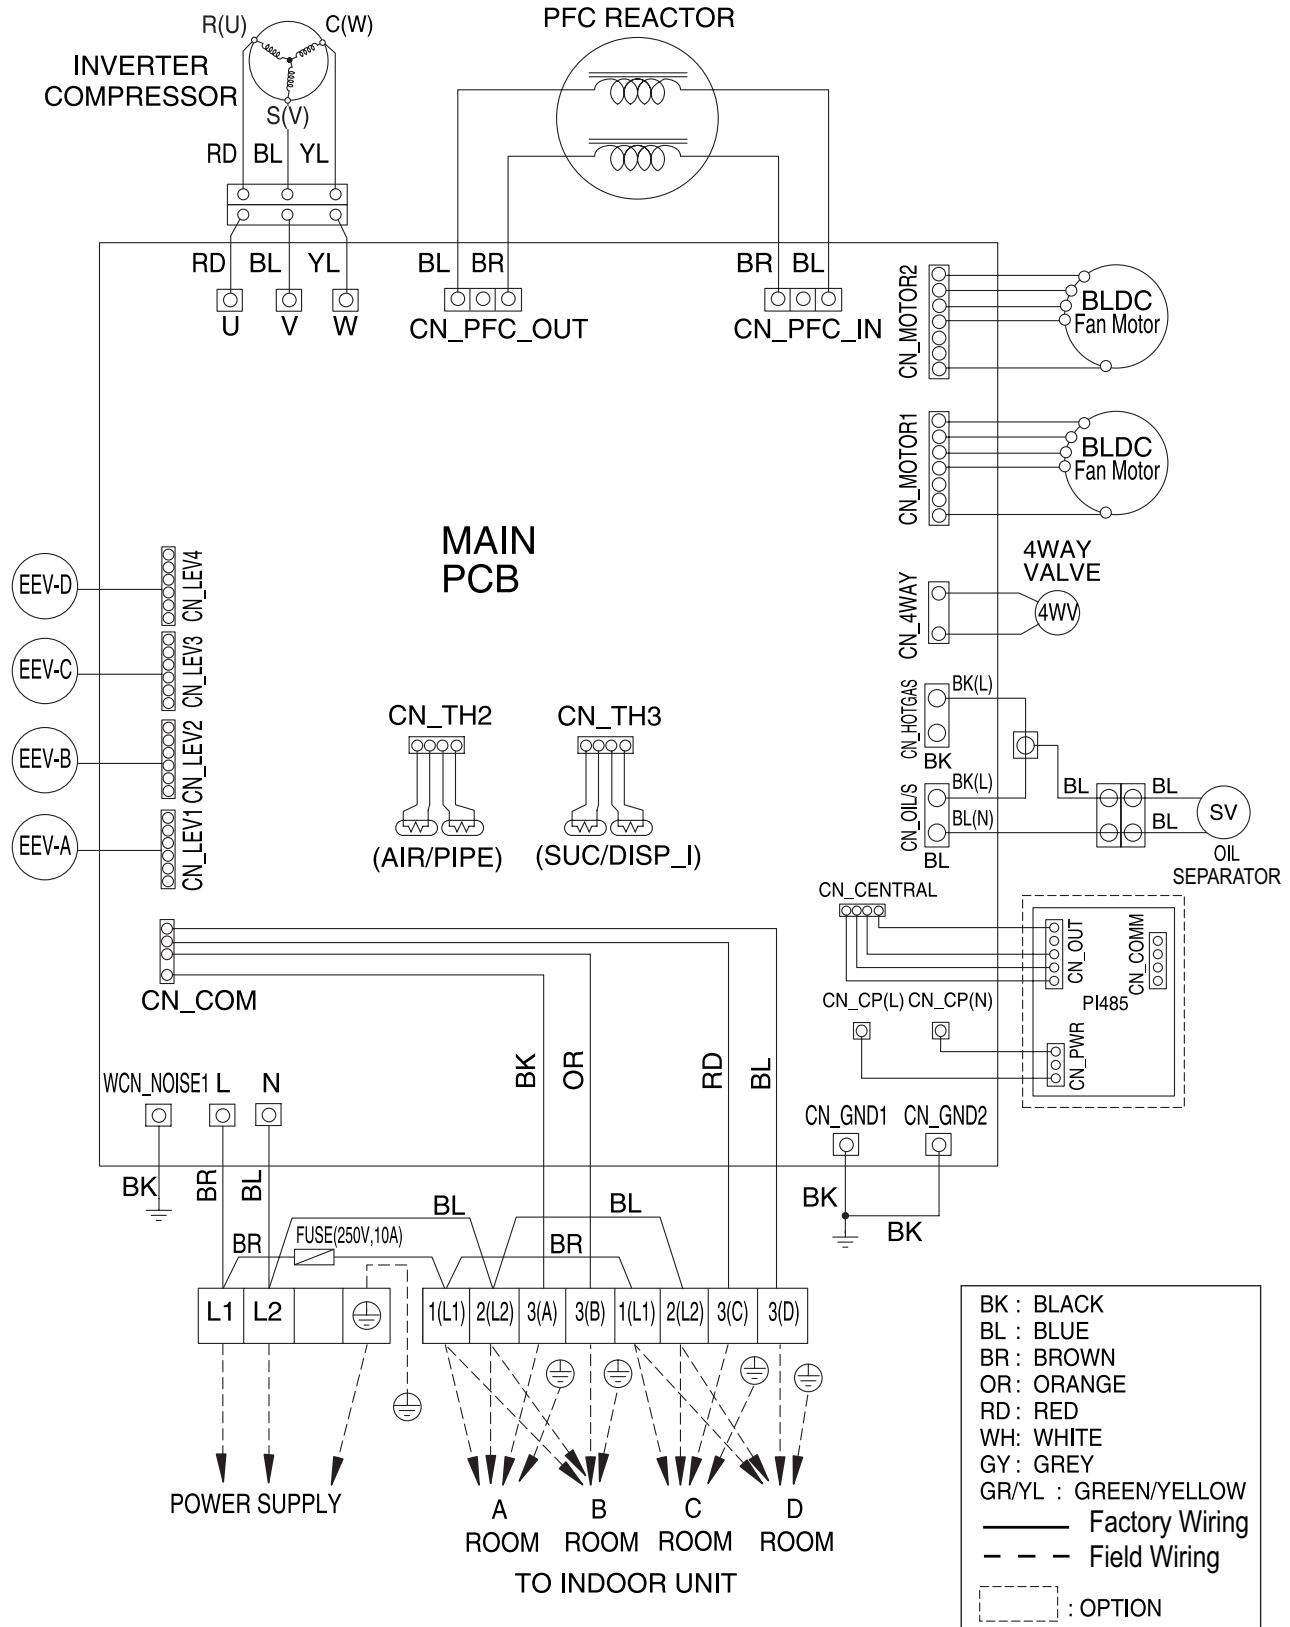 PFC REACTOR
R(U)
C(W)
INVERTER
COMPRESSOR
S(V)
RD BL YL
RD BL YL
U V W
BL BR
CN_PFC_OUT
BR BL
CN_PFC_IN
CN_MOTOR2
BLDC
Fan Motor
CN_MOTOR1
BLDC
Fan Motor
MAIN
PCB
4WAY
VALVE
CN_4WAY
4WV
EEV-D
CN_LEV4
EEV-C
CN_LEV3
EEV-B
CN_LEV2
EEV-A
CN_LEV1
CN_TH2
(AIR/PIPE)
CN_TH3
(SUC/DISP_I)
CN_HOTGAS
BK(L)
BK
CN_OIL/S
BK(L)
BL(N)
BL
BL
BL
BL
SV
OIL
SEPARATOR
CN_CENTRAL
CN_OUT
CN_COMM
PI485
CN_CP(L) CN_CP(N)
CN_PWR
CN_COM
BK
OR
RD
BL
WCN_NOISE1 L N
CN_GND1 CN_GND2
BK
BR
BL
BK
BK
BR
FUSE(250V,10A)
BL
BR
BL
L1 L2
1(L1) 2(L2) 3(A) 3(B) 1(L1) 2(L2) 3(C) 3(D)
POWER SUPPLY
A
ROOM
B
ROOM
C
ROOM
D
ROOM
TO INDOOR UNIT
BK : BLACK
BL : BLUE
BR : BROWN
OR : ORANGE
RD : RED
WH: WHITE
GY : GREY
GR/YL : GREEN/YELLOW
Factory Wiring
Field Wiring
: OPTION